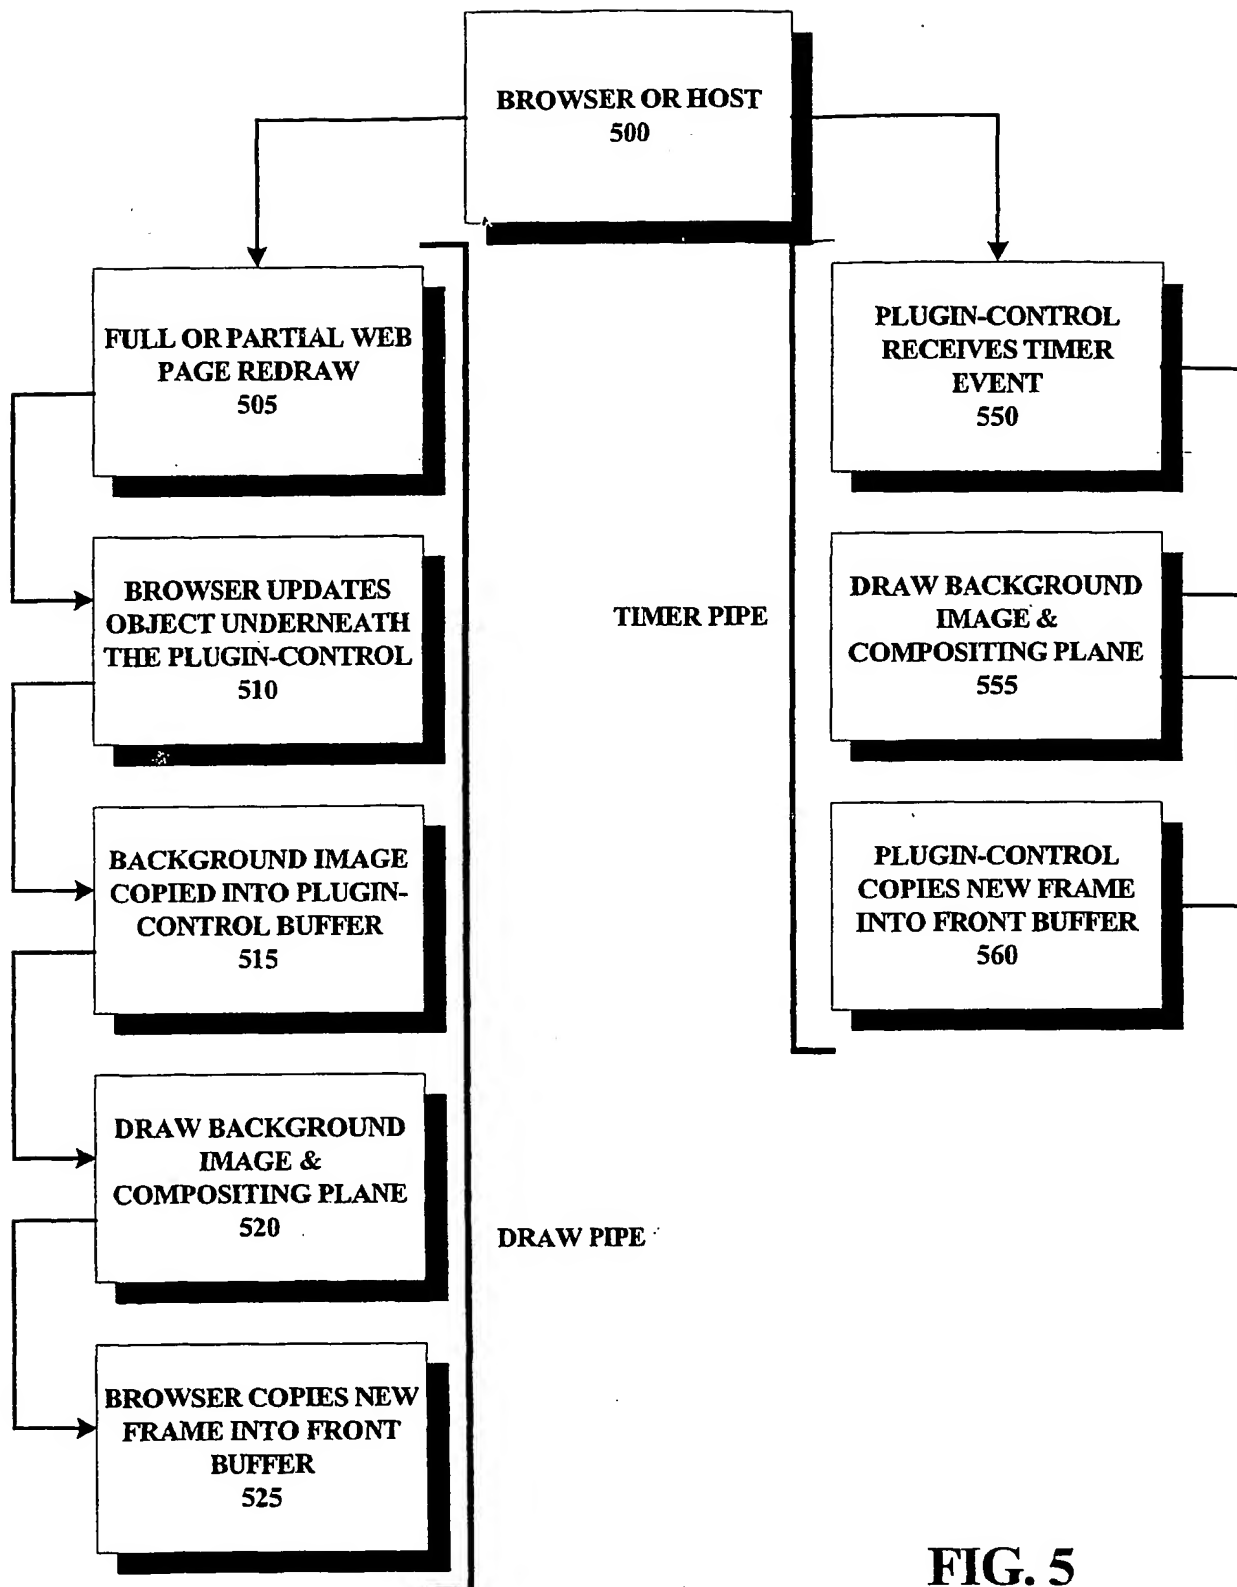 BROWSER OR HOST
500
FULL OR PARTIAL WEB
PAGE REDRAW
505
BROWSER UPDATES
OBJECT UNDERNEATH
THE PLUGIN-CONTROL
510
BACKGROUND IMAGE
COPIED INTO PLUGIN-
CONTROL BUFFER
515
DRAW BACKGROUND
IMAGE &
COMPOSITING PLANE
520
BROWSER COPIES NEW
FRAME INTO FRONT
BUFFER
525
DRAW PIPE
TIMER PIPE
PLUGIN-CONTROL
RECEIVES TIMER
EVENT
550
DRAW BACKGROUND
IMAGE &
COMPOSITING PLANE
555
PLUGIN-CONTROL
COPIES NEW FRAME
INTO FRONT BUFFER
560
FIG. 5